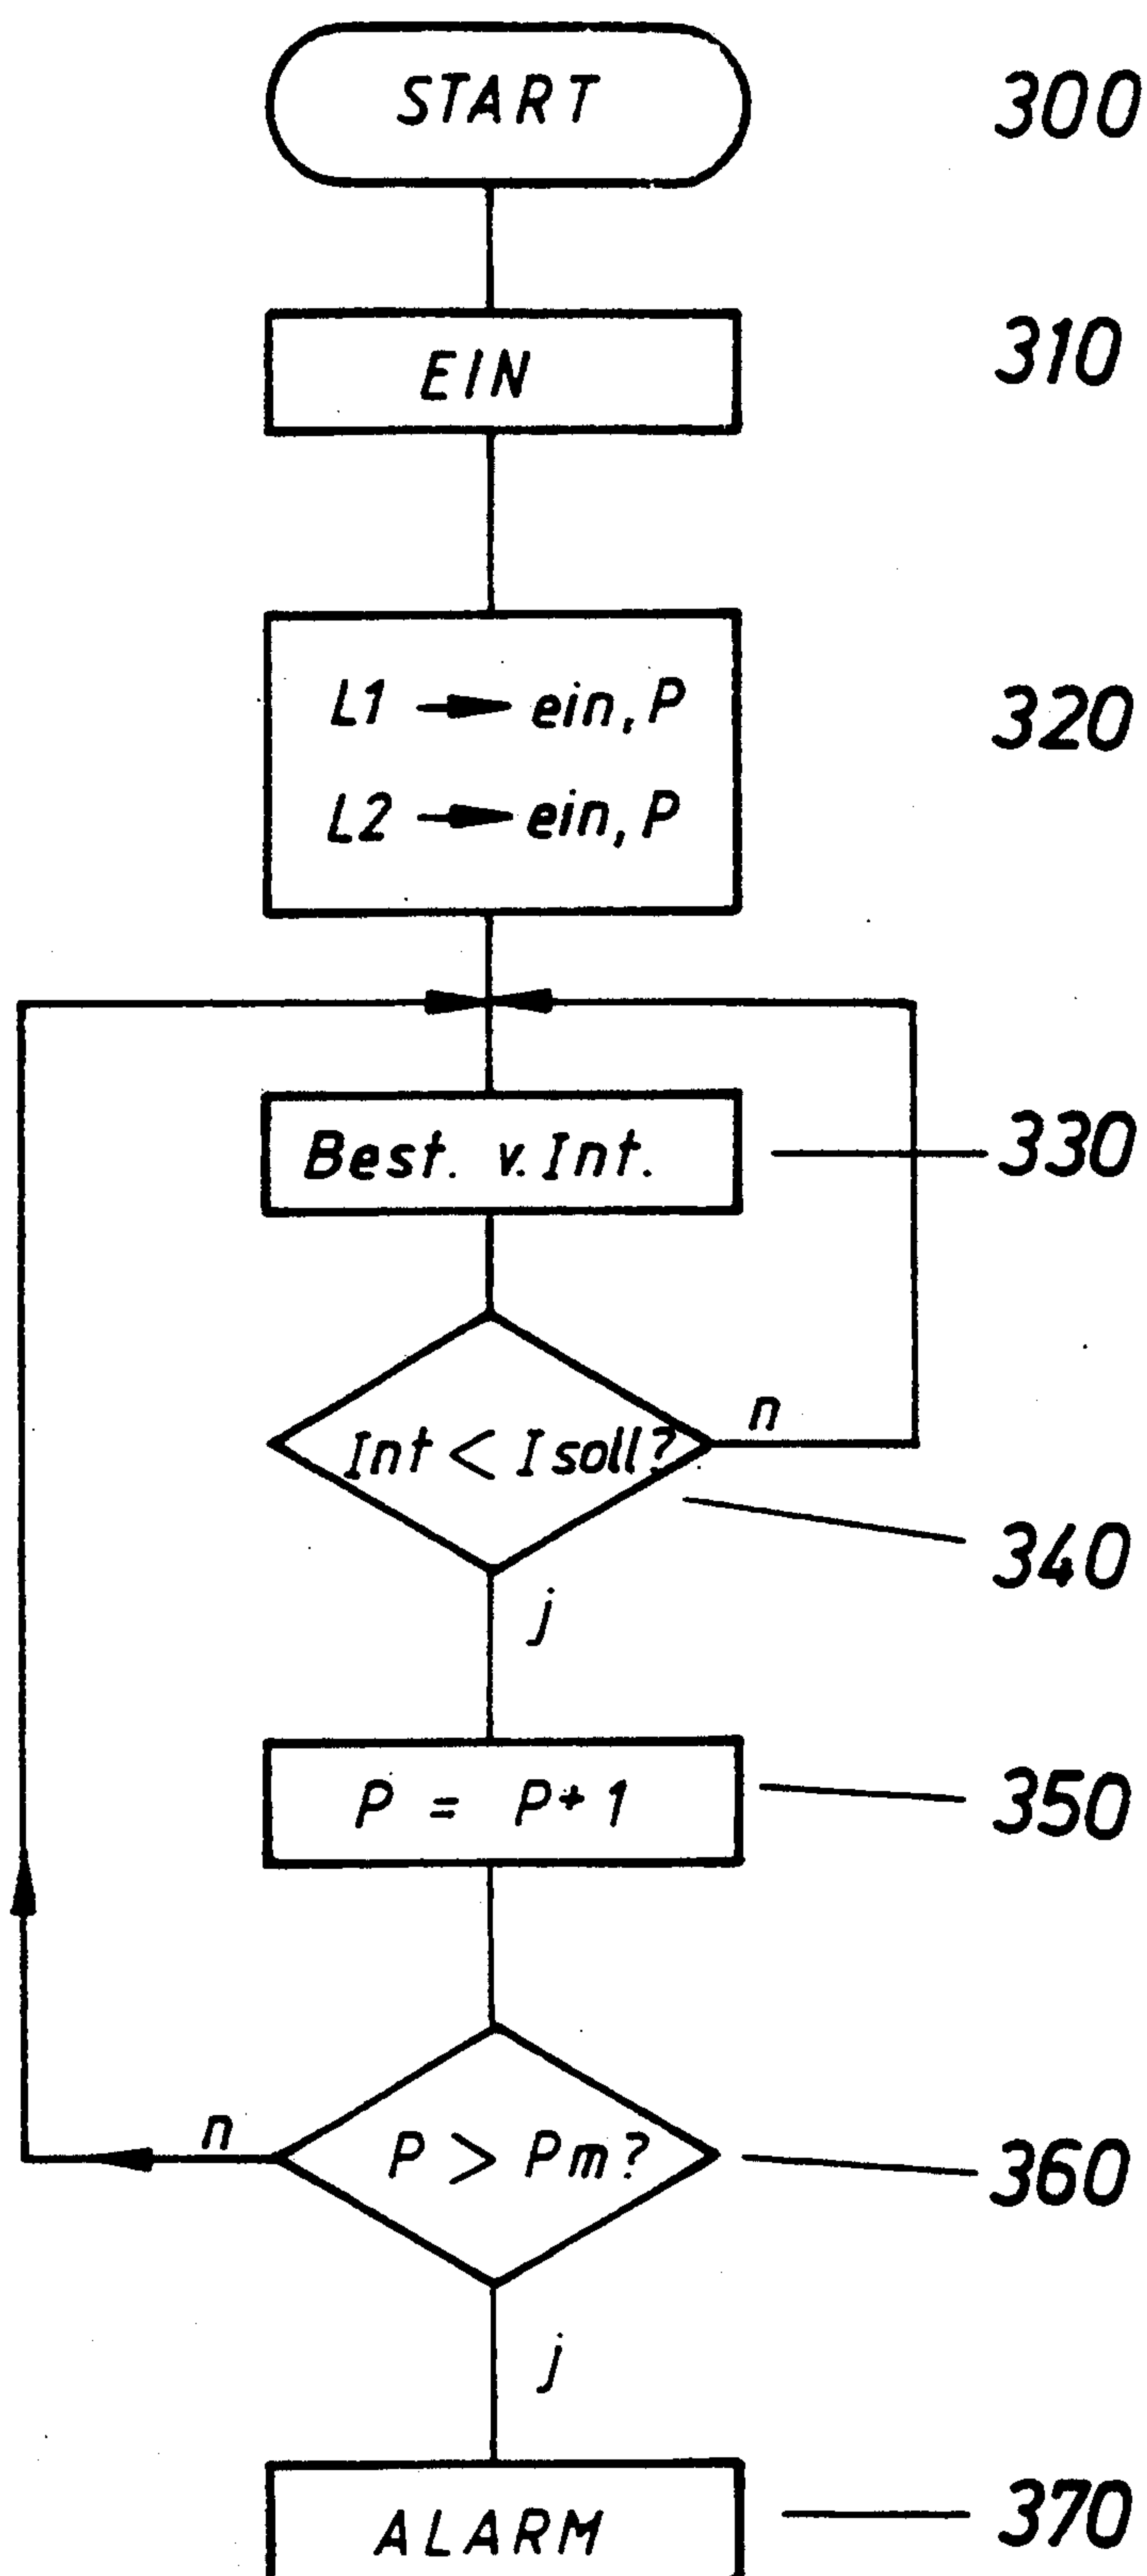 START 300
EIN 310
L1 → ein, P 320
L2 → ein, P
Best. v. Int. 330
Int < I soll? n
340
j
P = P+1 350
n P > Pm? 360
j
ALARM 370